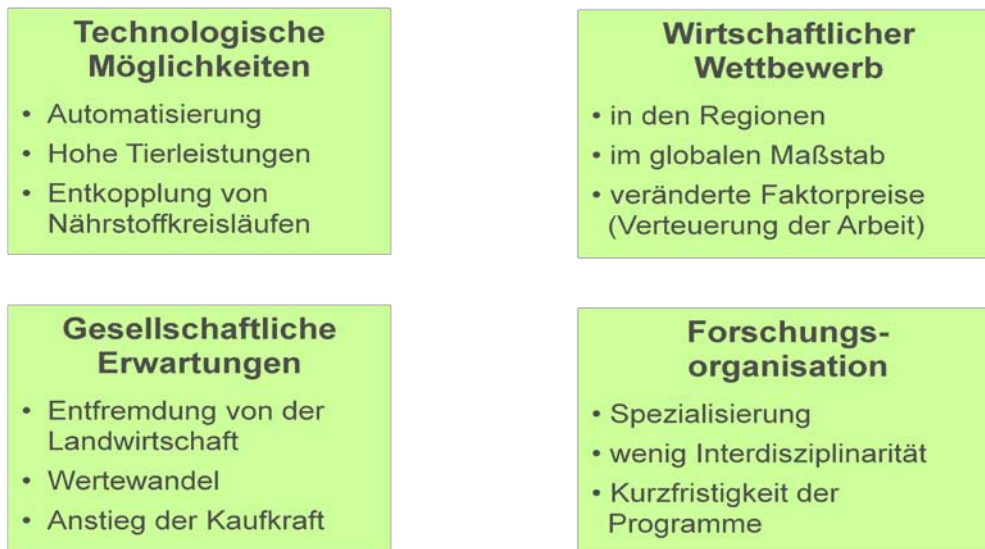 Technologische
Möglichkeiten
• Automatisierung
• Hohe Tierleistungen
• Entkopplung von
Nährstoffkreisläufen
Wirtschaftlicher
Wettbewerb
• in den Regionen
• im globalen Maßstab
• veränderte Faktorpreise
(Verteuerung der Arbeit)
Gesellschaftliche
Erwartungen
• Entfremdung von der
Landwirtschaft
• Wertewandel
• Anstieg der Kaufkraft
Forschungs-
organisation
• Spezialisierung
• wenig Interdisziplinarität
• Kurzfristigkeit der
Programme